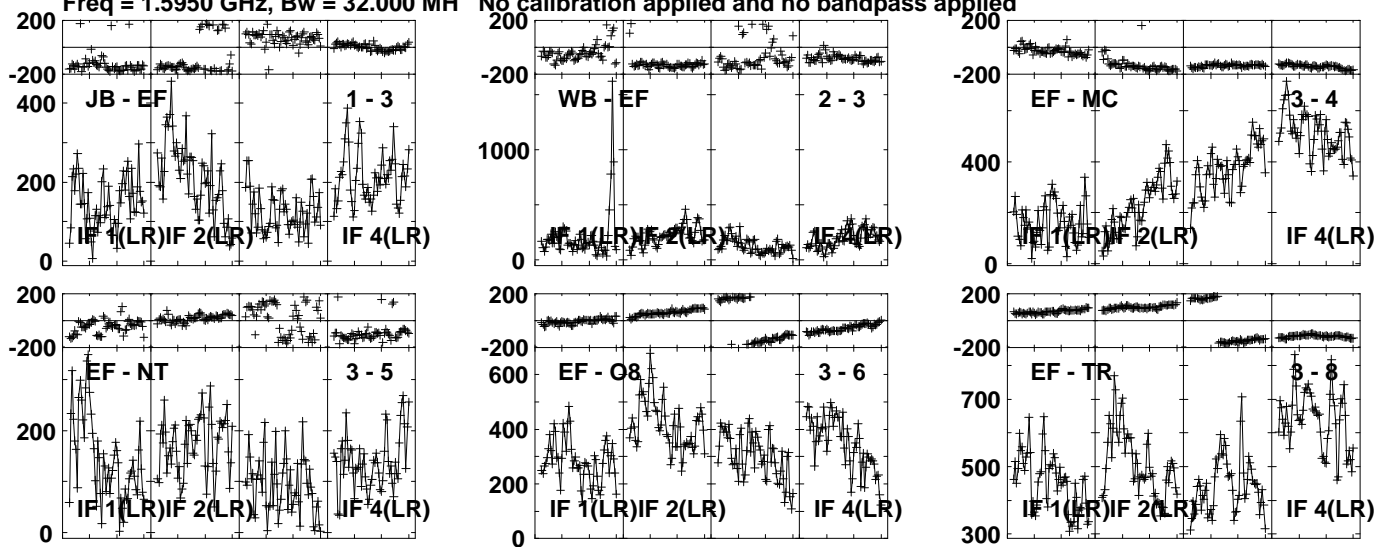 Freq = 1.5950 GHz, Bw = 32.000 MH No calibration applied and no bandpass applied
200
-200
JB - EF 1 - 3
400
200
0
IF 1(LR) IF 2(LR) IF 4(LR)
200
-200
WB - EF 2 - 3
1000
0
IF 1(LR) IF 2(LR) IF 4(LR)
200
-200
EF - MC 3 - 4
400
0
IF 1(LR) IF 2(LR) IF 4(LR)
200
-200
EF - NT 3 - 5
200
0
IF 1(LR) IF 2(LR) IF 4(LR)
200
-200
EF - O8 3 - 6
600
400
200
0
IF 1(LR) IF 2(LR) IF 4(LR)
200
-200
EF - TR 3 - 8
700
500
300
IF 1(LR) IF 2(LR) IF 4(LR)